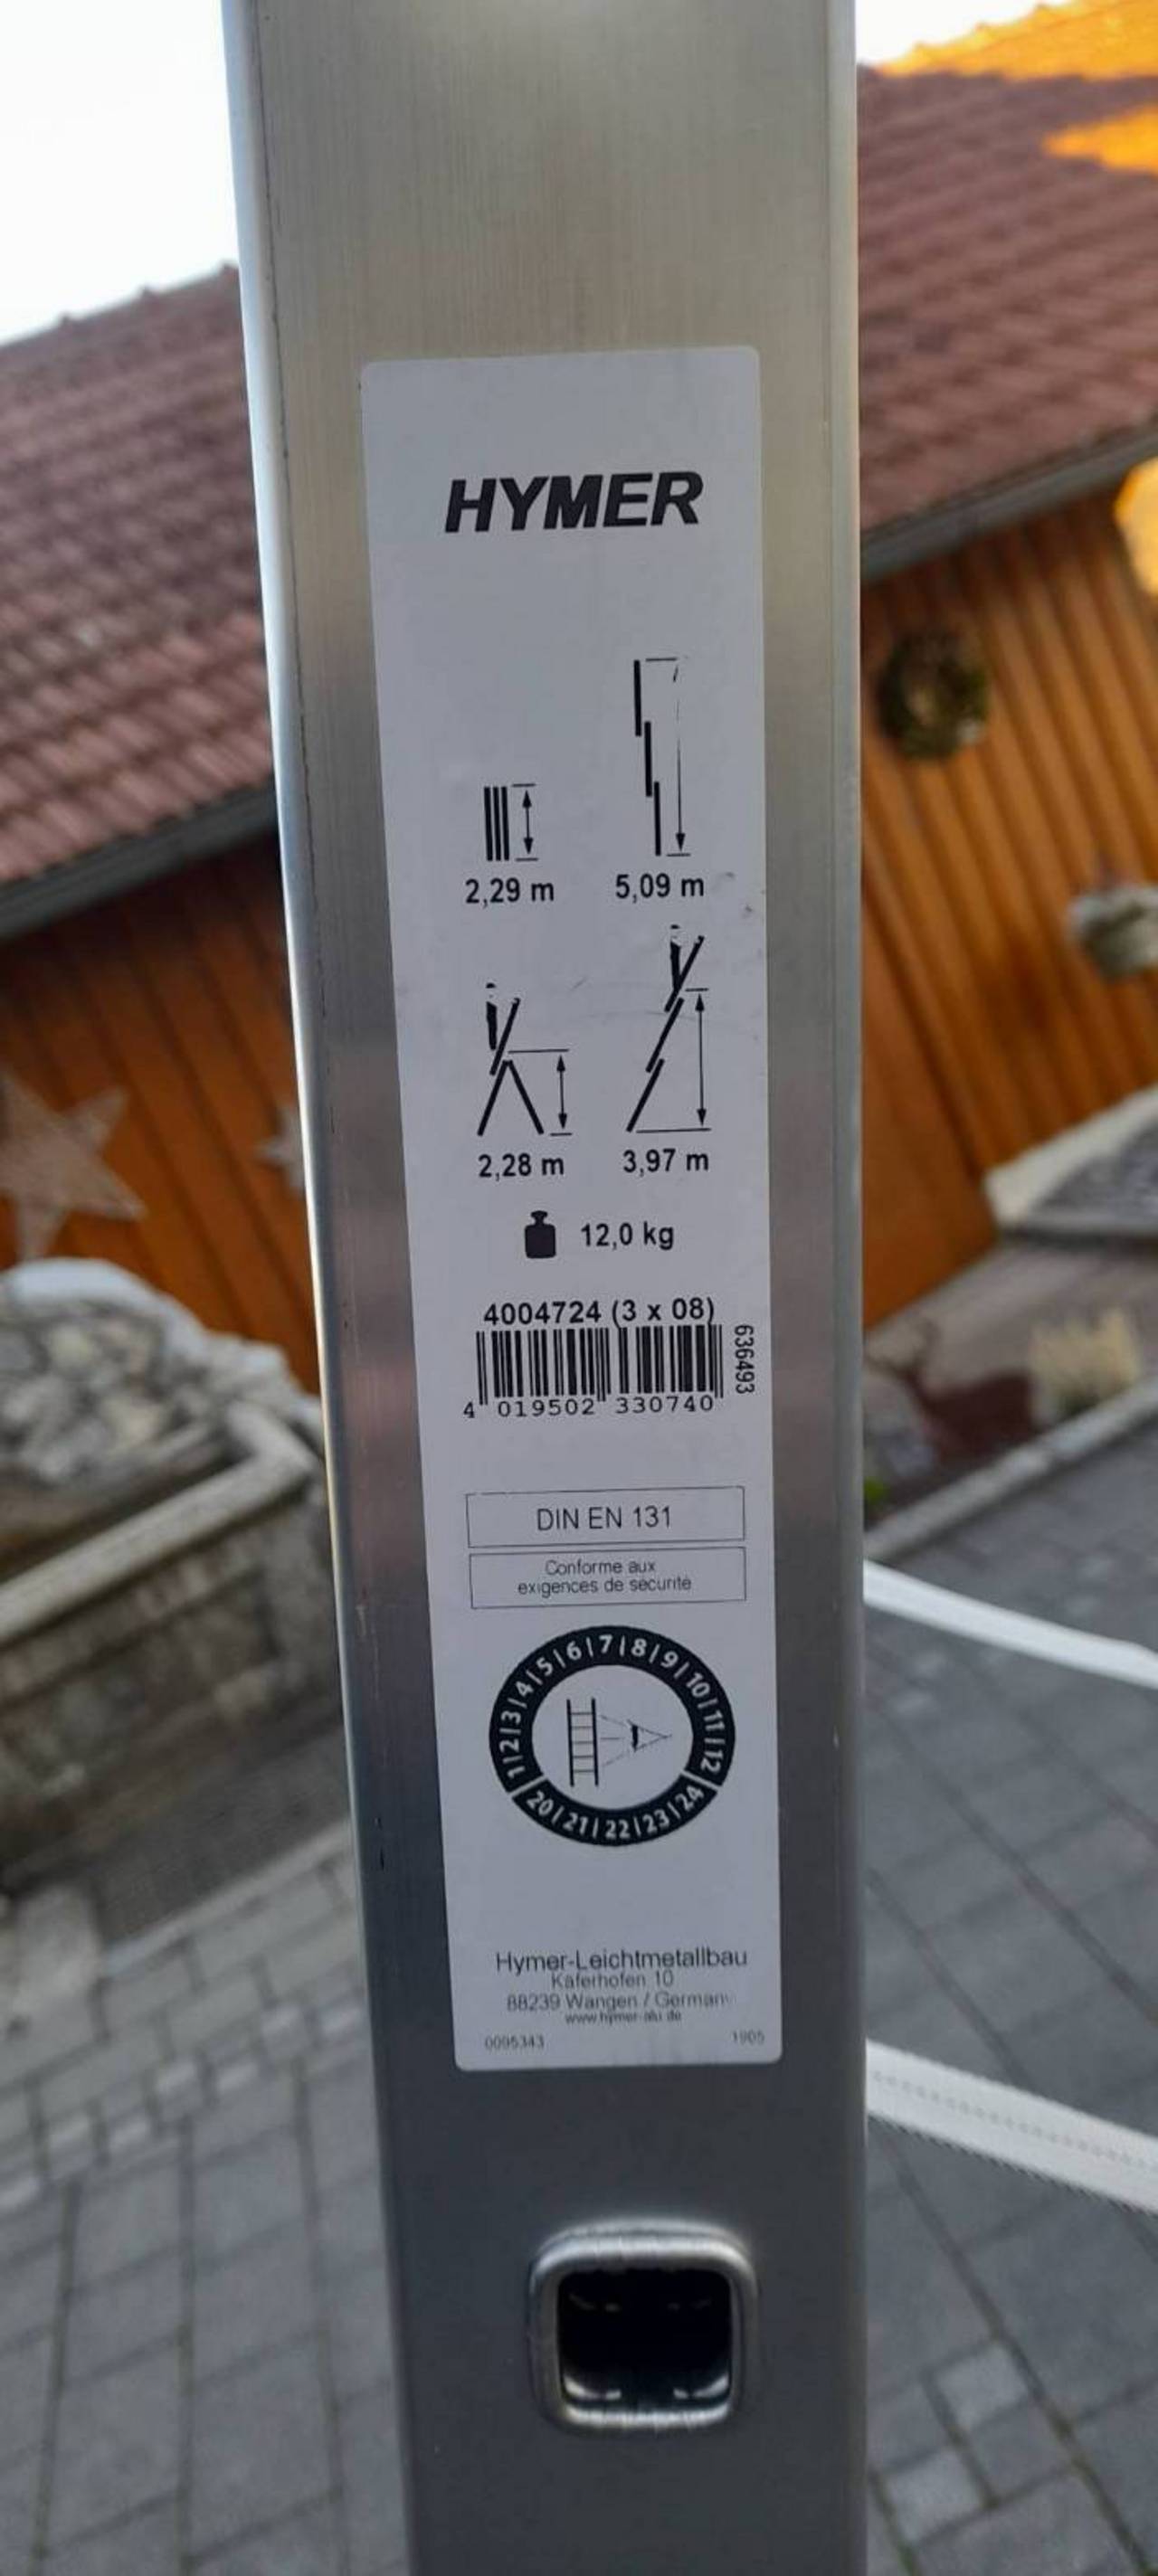 HYMER
2,29 m 5,09 m
2,28 m 3,97 m
12,0 kg
4004724 (3 x 08)
636493
4 019502 330740
DIN EN 131
Conforme aux
exigences de sécurité
1|2|3|4|5|6|7|8|9|10|11|12
20|21|22|23|24
Hymer-Leichtmetallbau
Käferhofen 10
88239 Wangen / Germany
www.hymer-alu.de
0095343 1905